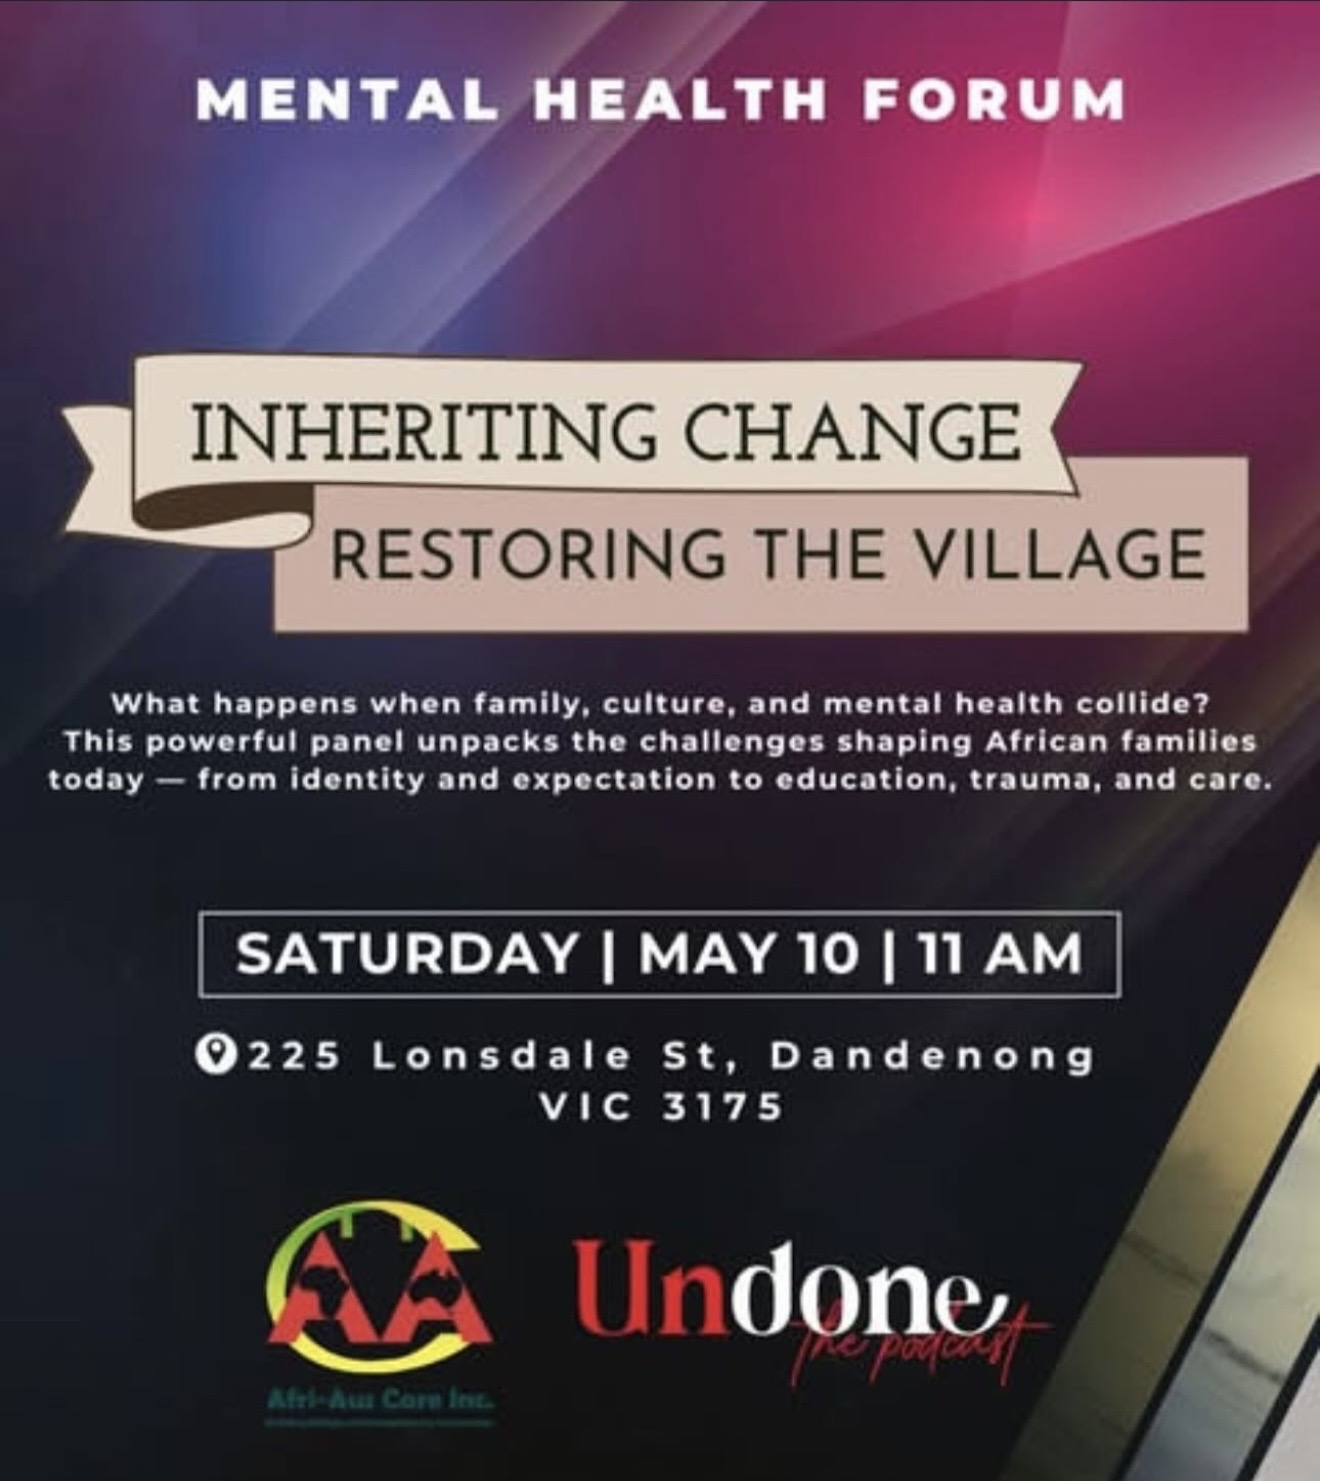 MENTAL HEALTH FORUM
INHERITING CHANGE
RESTORING THE VILLAGE
What happens when family, culture, and mental health collide?
This powerful panel unpacks the challenges shaping African families
today — from identity and expectation to education, trauma, and care.
SATURDAY | MAY 10 | 11 AM
225 Lonsdale St, Dandenong
VIC 3175
Undone
the podcast
Afri-Aus Care Inc.